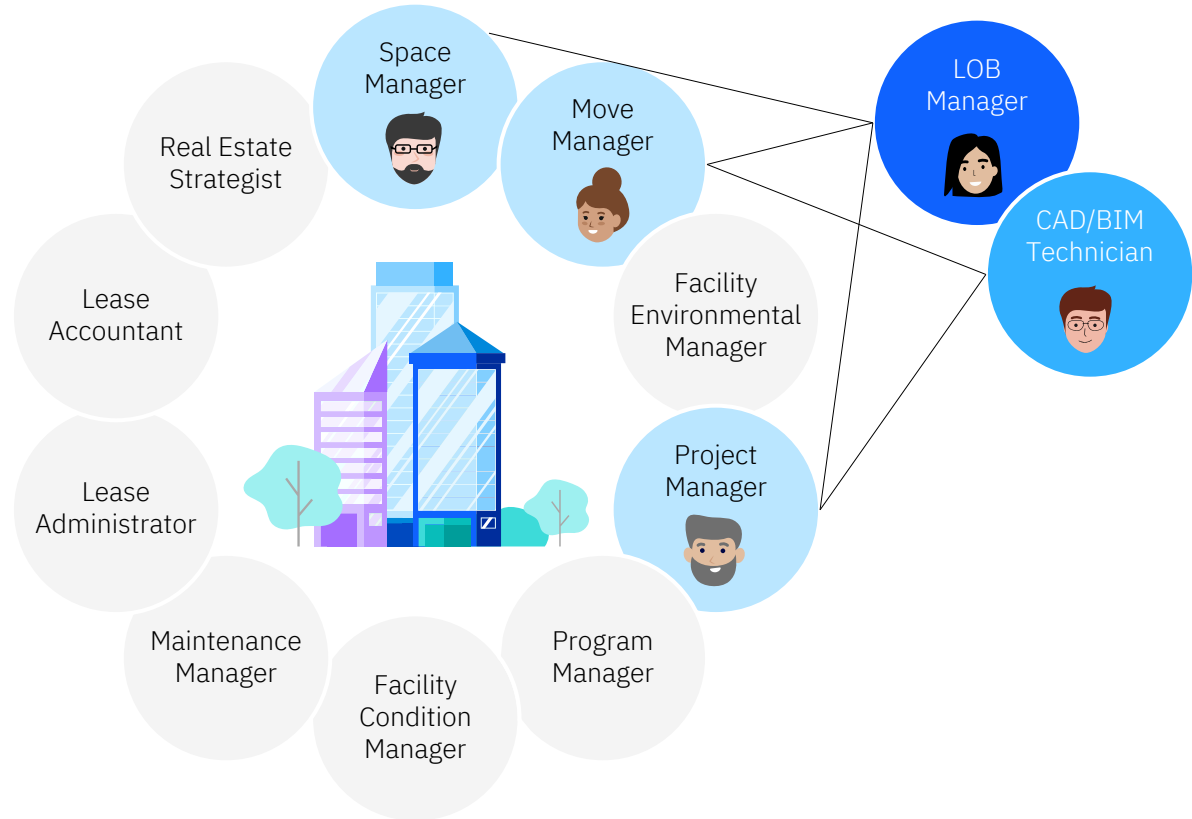 Space
Manager
Move
Manager
LOB
Manager
Real Estate
Strategist
CAD/BIM
Technician
Lease
Accountant
Facility
Environmental
Manager
Lease
Administrator
Project
Manager
Maintenance
Manager
Facility
Condition
Manager
Program
Manager